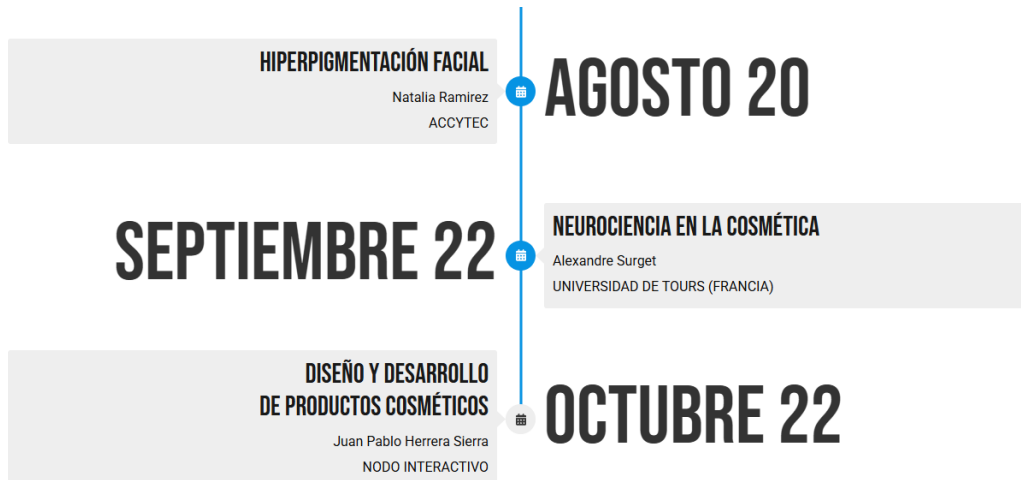 HIPERPIGMENTACIÓN FACIAL
Natalia Ramirez
ACCYTEC
AGOSTO 20
SEPTIEMBRE 22
NEUROCIENCIA EN LA COSMÉTICA
Alexandre Surget
UNIVERSIDAD DE TOURS (FRANCIA)
DISEÑO Y DESARROLLO
DE PRODUCTOS COSMÉTICOS
Juan Pablo Herrera Sierra
NODO INTERACTIVO
OCTUBRE 22